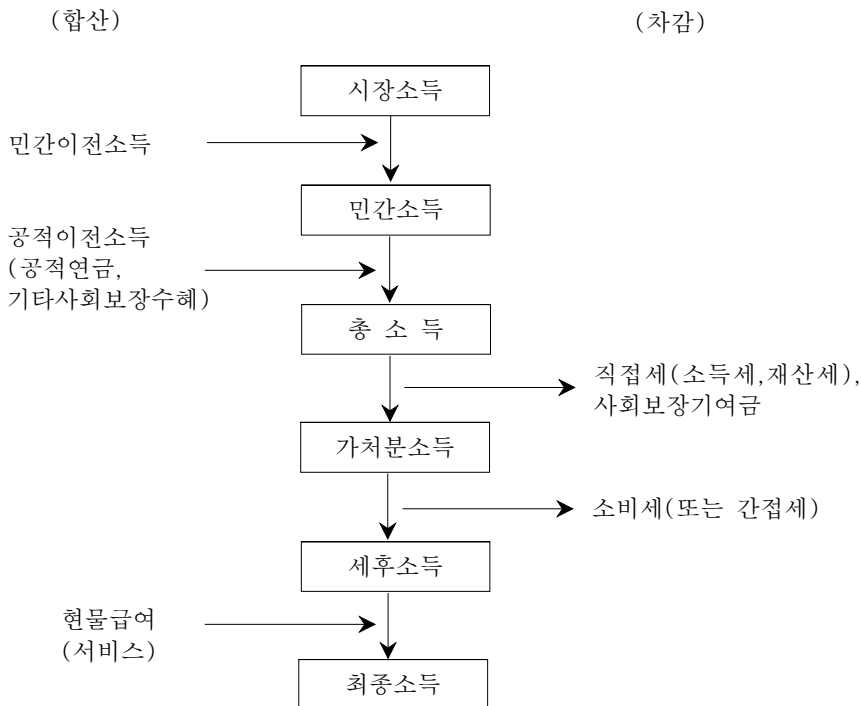 (합산)
(차감)
시장소득
민간이전소득
민간소득
공적이전소득
(공적연금,
기타사회보장수혜)
총 소 득
직접세(소득세,재산세),
사회보장기여금
가처분소득
소비세(또는 간접세)
세후소득
현물급여
(서비스)
최종소득